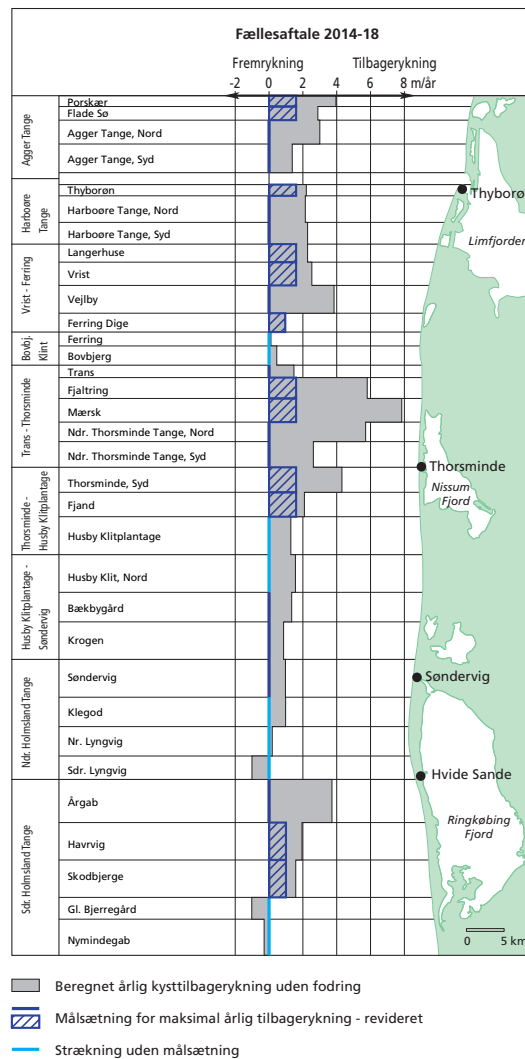 Fællesaftale 2014-18
Fremrykning Tilbagerykning
-2 0 2 4 6 8 m/år
Agger Tange
Porskær
Flade Sø
Agger Tange, Nord
Agger Tange, Syd
Harboøre
Tange
Thyborøn
Harboøre Tange, Nord
Harboøre Tange, Syd
Vrist - Ferring
Langerhuse
Vrist
Vejlby
Ferring Dige
Bovbj.
Klint
Ferring
Bovbjerg
Trans - Thorsminde
Trans
Fjaltring
Mærsk
Ndr. Thorsminde Tange, Nord
Ndr. Thorsminde Tange, Syd
Thorsminde -
Husby Klitplantage
Thorsminde, Syd
Fjand
Husby Klitplantage
Husby Klitplantage -
Søndervig
Husby Klit, Nord
Bækbygård
Krogen
Ndr. Holmsland Tange
Søndervig
Klegod
Nr. Lyngvig
Sdr. Lyngvig
Sdr. Holmsland Tange
Årgab
Havrvig
Skodbjerge
Gl. Bjerregård
Nymindegab
Thyborø
Limfjorden
Thorsminde
Nissum
Fjord
Søndervig
Hvide Sande
Ringkøbing
Fjord
0 5 km
Beregnet årlig kysttilbagerykning uden fodring
Målsætning for maksimal årlig tilbagerykning - revideret
Strækning uden målsætning